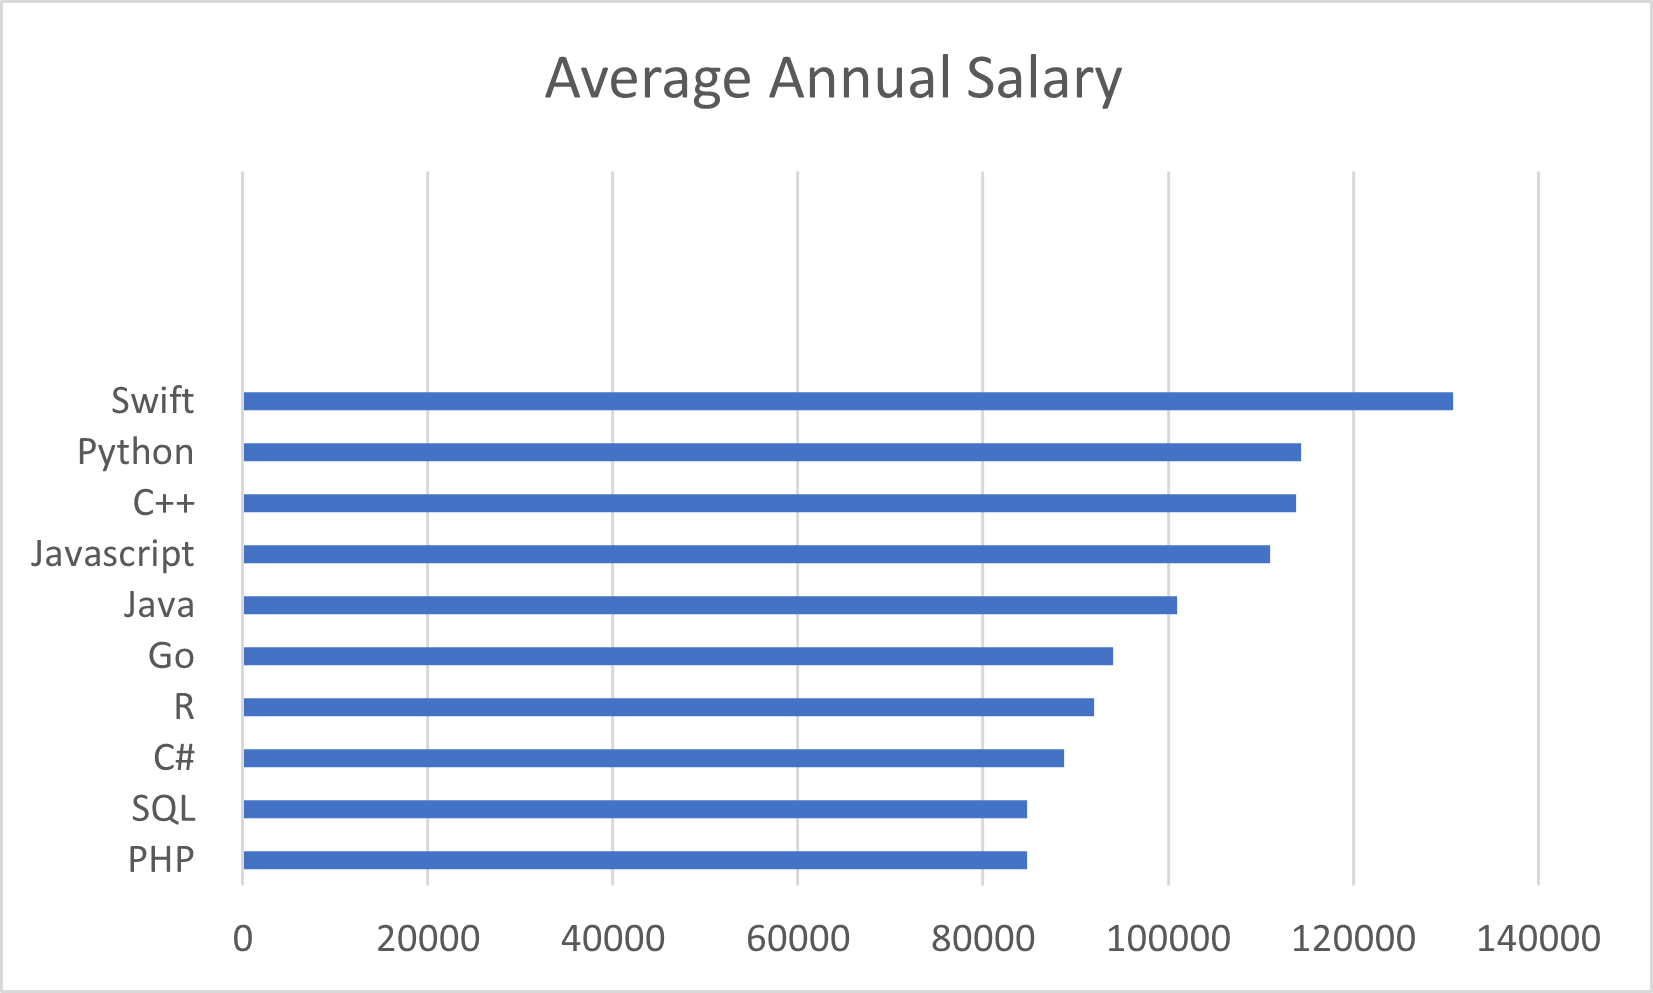 Average Annual Salary
Swift
Python
C++
Javascript
Java
Go
R
C#
SQL
PHP
0 20000 40000 60000 80000 100000 120000 140000